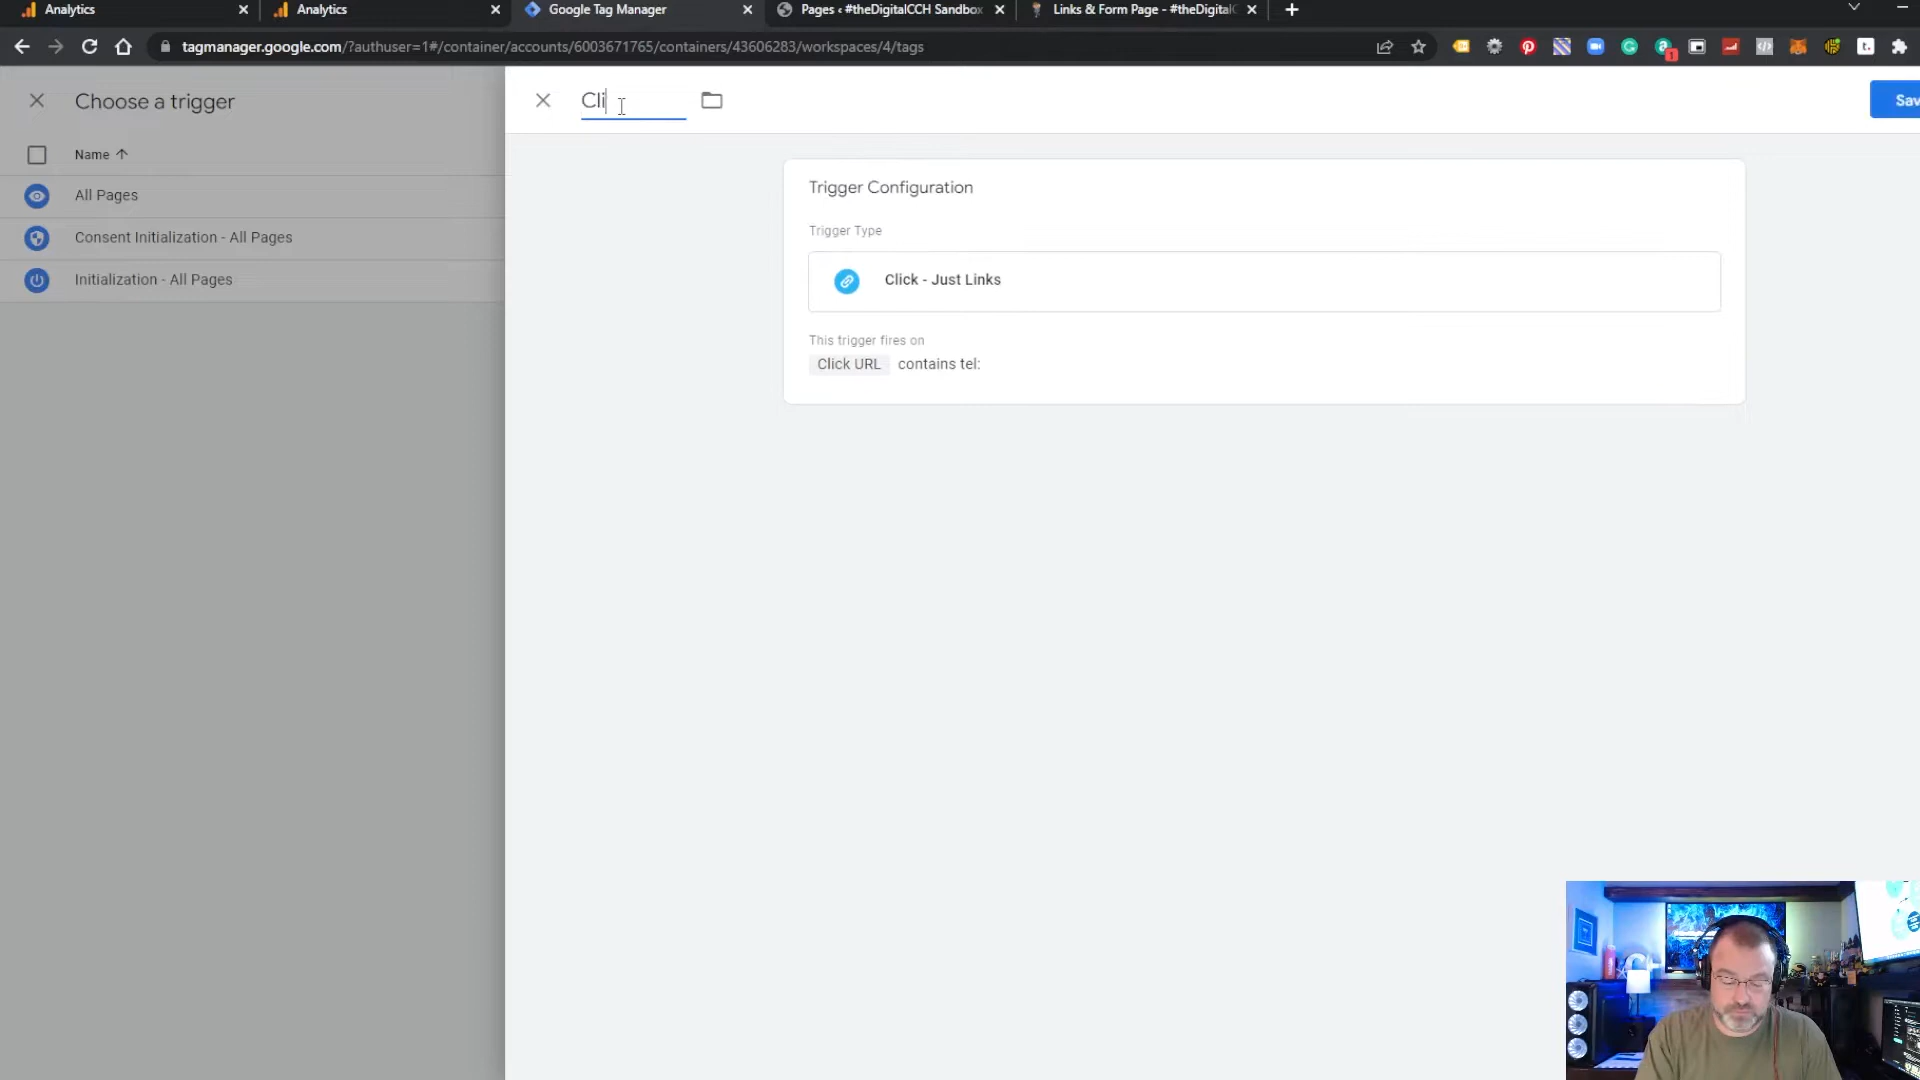 Analytics
Analytics
Google Tag Manager
Pages ‹ #theDigitalCCH Sandbox
Links & Form Page - #theDigital
tagmanager.google.com/?authuser=1#/container/accounts/6003671765/containers/43606283/workspaces/4/tags
1
t.
Choose a trigger
Cli
Sav
Name
All Pages
Consent Initialization - All Pages
Initialization - All Pages
Trigger Configuration
Trigger Type
Click - Just Links
This trigger fires on
Click URL contains tel: